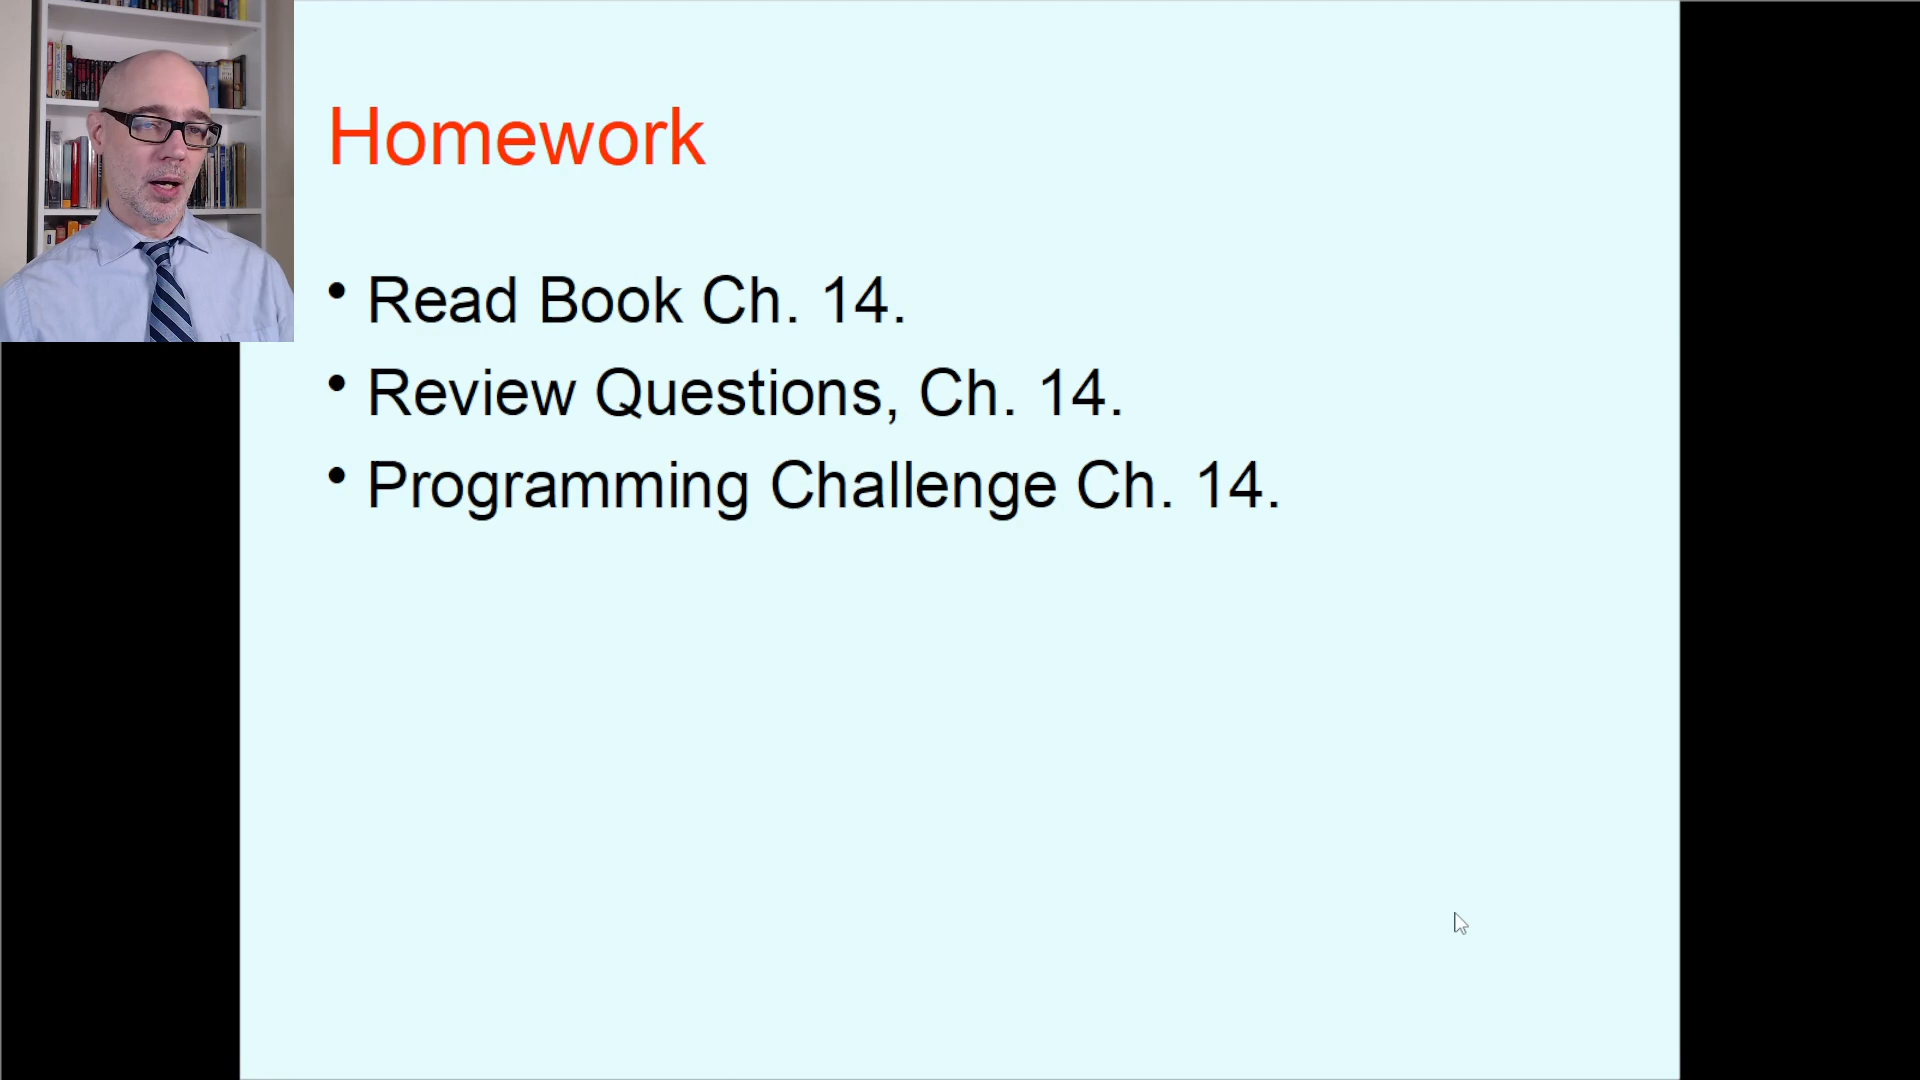 Homework
• Read Book Ch. 14.
• Review Questions, Ch. 14.
• Programming Challenge Ch. 14.